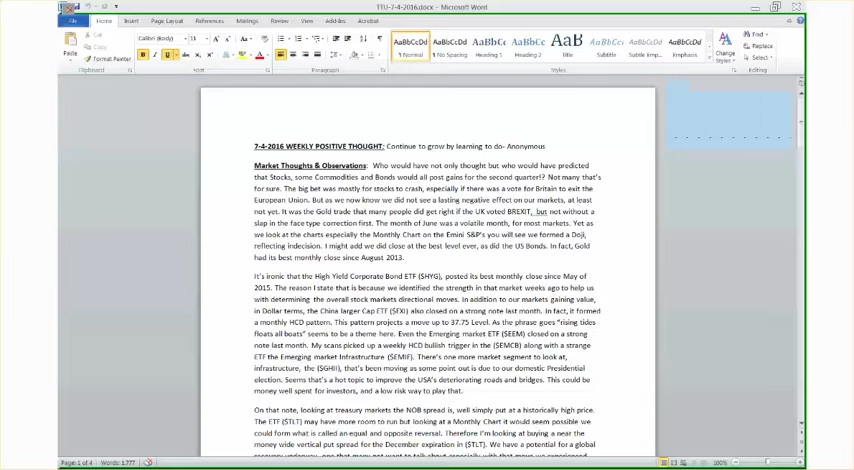 TTU-7-4-2016.docx - Microsoft Word
File Home Insert Page Layout References Mailings Review View Add-Ins Acrobat
Cut
Calibri (Body) 11
AaBbCcDd AaBbCcDd AaBbCc AaBbCc AaB AaBbCcDd AaBbCcDd AaBbCcDd
Find
Copy
Replace
Paste
Format Painter
B I U
¶ Normal ¶ No Spacing Heading 1 Heading 2 Title Subtitle Subtle Emp... Emphasis
Change Styles
Select
Clipboard Font Paragraph Styles Editing
7-4-2016 WEEKLY POSITIVE THOUGHT: Continue to grow by learning to do- Anonymous
Market Thoughts & Observations: Who would have not only thought but who would have predicted
that Stocks, some Commodities and Bonds would all post gains for the second quarter!? Not many that's
for sure. The big bet was mostly for stocks to crash, especially if there was a vote for Britain to exit the
European Union. But as we now know we did not see a lasting negative effect on our markets, at least
not yet. It was the Gold trade that many people did get right if the UK voted BREXIT, but not without a
slap in the face type correction first. The month of June was a volatile month, for most markets. Yet as
we look at the charts especially the Monthly Chart on the Emini S&P's you will see we formed a Doji,
reflecting indecision. I might add we did close at the best level ever, as did the US Bonds. In fact, Gold
had its best monthly close since August 2013.
It's ironic that the High Yield Corporate Bond ETF ($HYG), posted its best monthly close since May of
2015. The reason I state that is because we identified the strength in that market weeks ago to help us
with determining the overall stock markets directional moves. In addition to our markets gaining value,
in Dollar terms, the China larger Cap ETF ($FXI) also closed on a strong note last month. In fact, it formed
a monthly HCD pattern. This pattern projects a move up to 37.75 Level. As the phrase goes "rising tides
floats all boats" seems to be a theme here. Even the Emerging market ETF ($EEM) closed on a strong
note last month. My scans picked up a weekly HCD bullish trigger in the ($EMCB) along with a strange
ETF the Emerging market Infrastructure ($EMIF). There's one more market segment to look at,
infrastructure, the ($GHII), that's been moving as some point out is due to our domestic Presidential
election. Seems that's a hot topic to improve the USA's deteriorating roads and bridges. This could be
money well spent for investors, and a low risk way to play that.
On that note, looking at treasury markets the NOB spread is, well simply put at a historically high price.
The ETF ($TLT) may have more room to run but looking at a Monthly Chart it would seem possible we
could form what is called an equal and opposite reversal. Therefore I'm looking at buying a near the
money wide vertical put spread for the December expiration in ($TLT). We have a potential for a global
Page: 1 of 4 Words: 1,777 100%